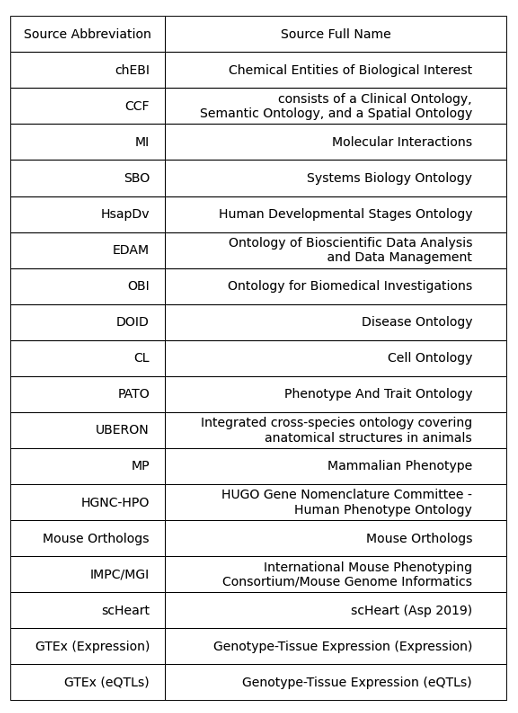 Source Abbreviation Source Full Name
chEBI Chemical Entities of Biological Interest
CCF consists of a Clinical Ontology,
Semantic Ontology, and a Spatial Ontology
MI Molecular Interactions
SBO Systems Biology Ontology
HsapDv Human Developmental Stages Ontology
EDAM Ontology of Bioscientific Data Analysis
and Data Management
OBI Ontology for Biomedical Investigations
DOID Disease Ontology
CL Cell Ontology
PATO Phenotype And Trait Ontology
UBERON Integrated cross-species ontology covering
anatomical structures in animals
MP Mammalian Phenotype
HGNC-HPO HUGO Gene Nomenclature Committee -
Human Phenotype Ontology
Mouse Orthologs Mouse Orthologs
IMPC/MGI International Mouse Phenotyping
Consortium/Mouse Genome Informatics
scHeart scHeart (Asp 2019)
GTEx (Expression) Genotype-Tissue Expression (Expression)
GTEx (eQTLs) Genotype-Tissue Expression (eQTLs)